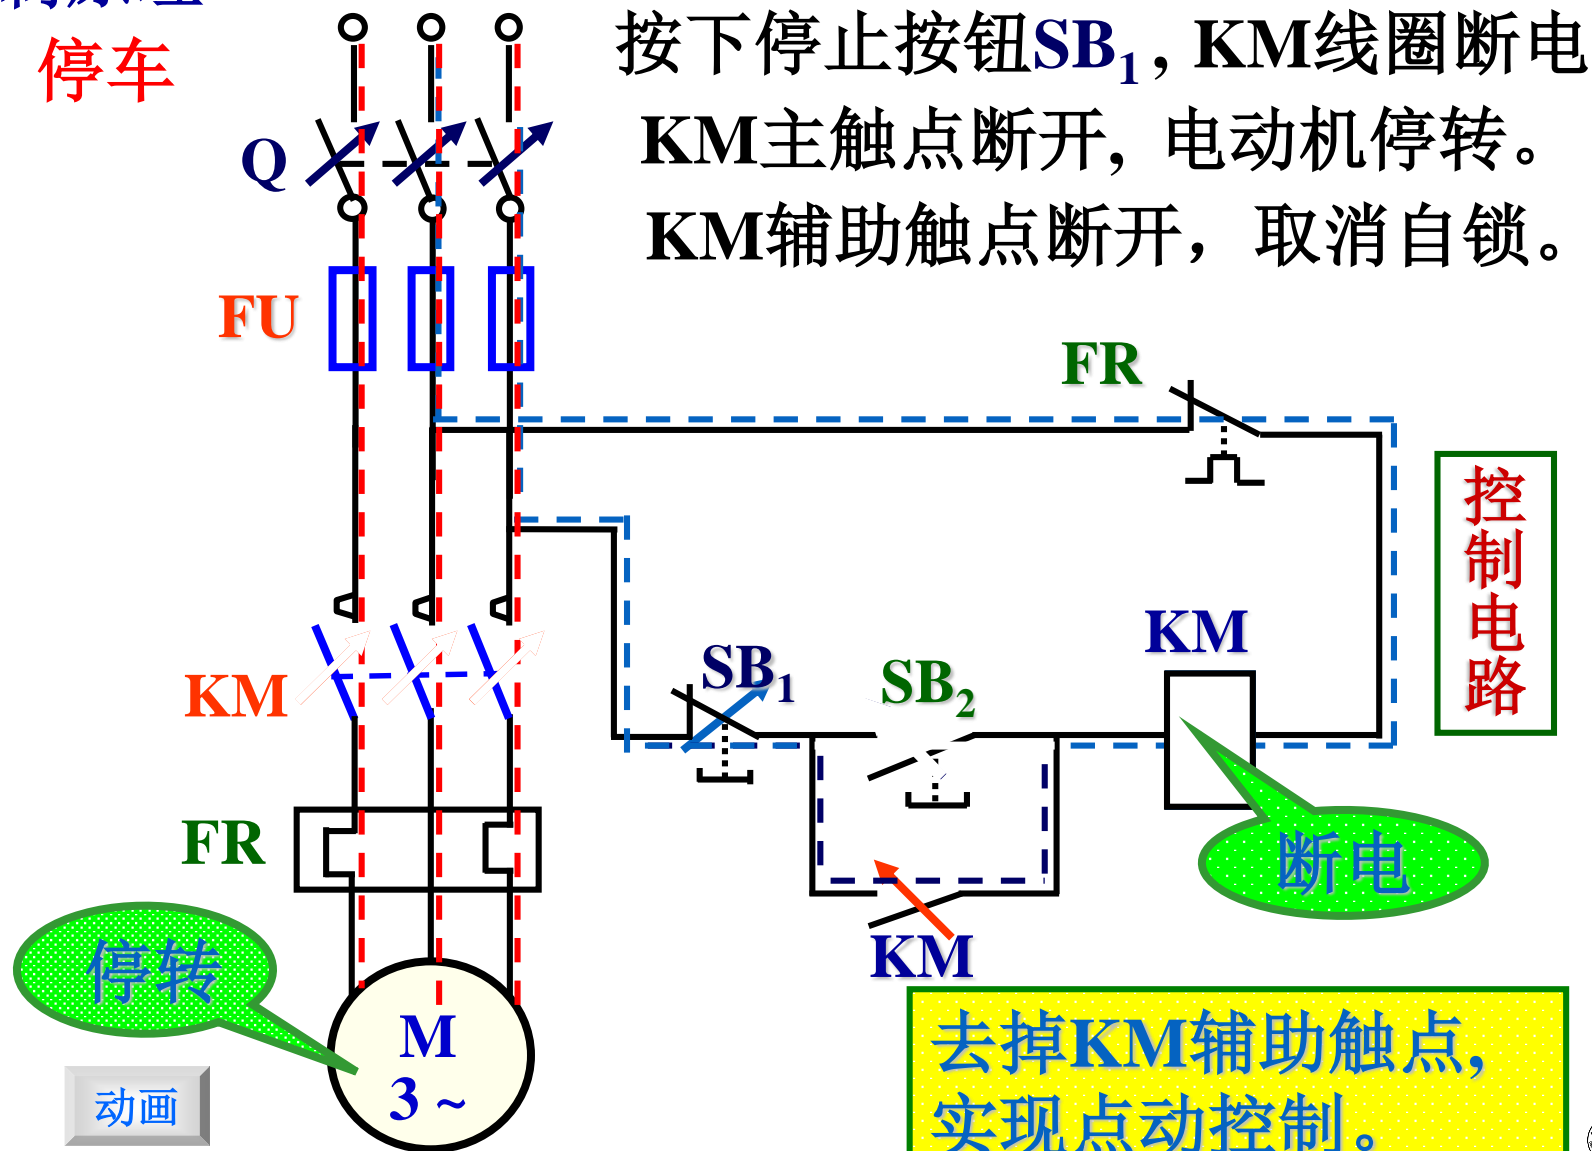 停车
按下停止按钮SB1, KM线圈断电
KM主触点断开, 电动机停转。
KM辅助触点断开，取消自锁。
Q
FU
FR
控
制
电
路
KM
SB1
SB2
KM
FR
断电
KM
停转
M
3 ~
动画
去掉KM辅助触点,
实现点动控制。